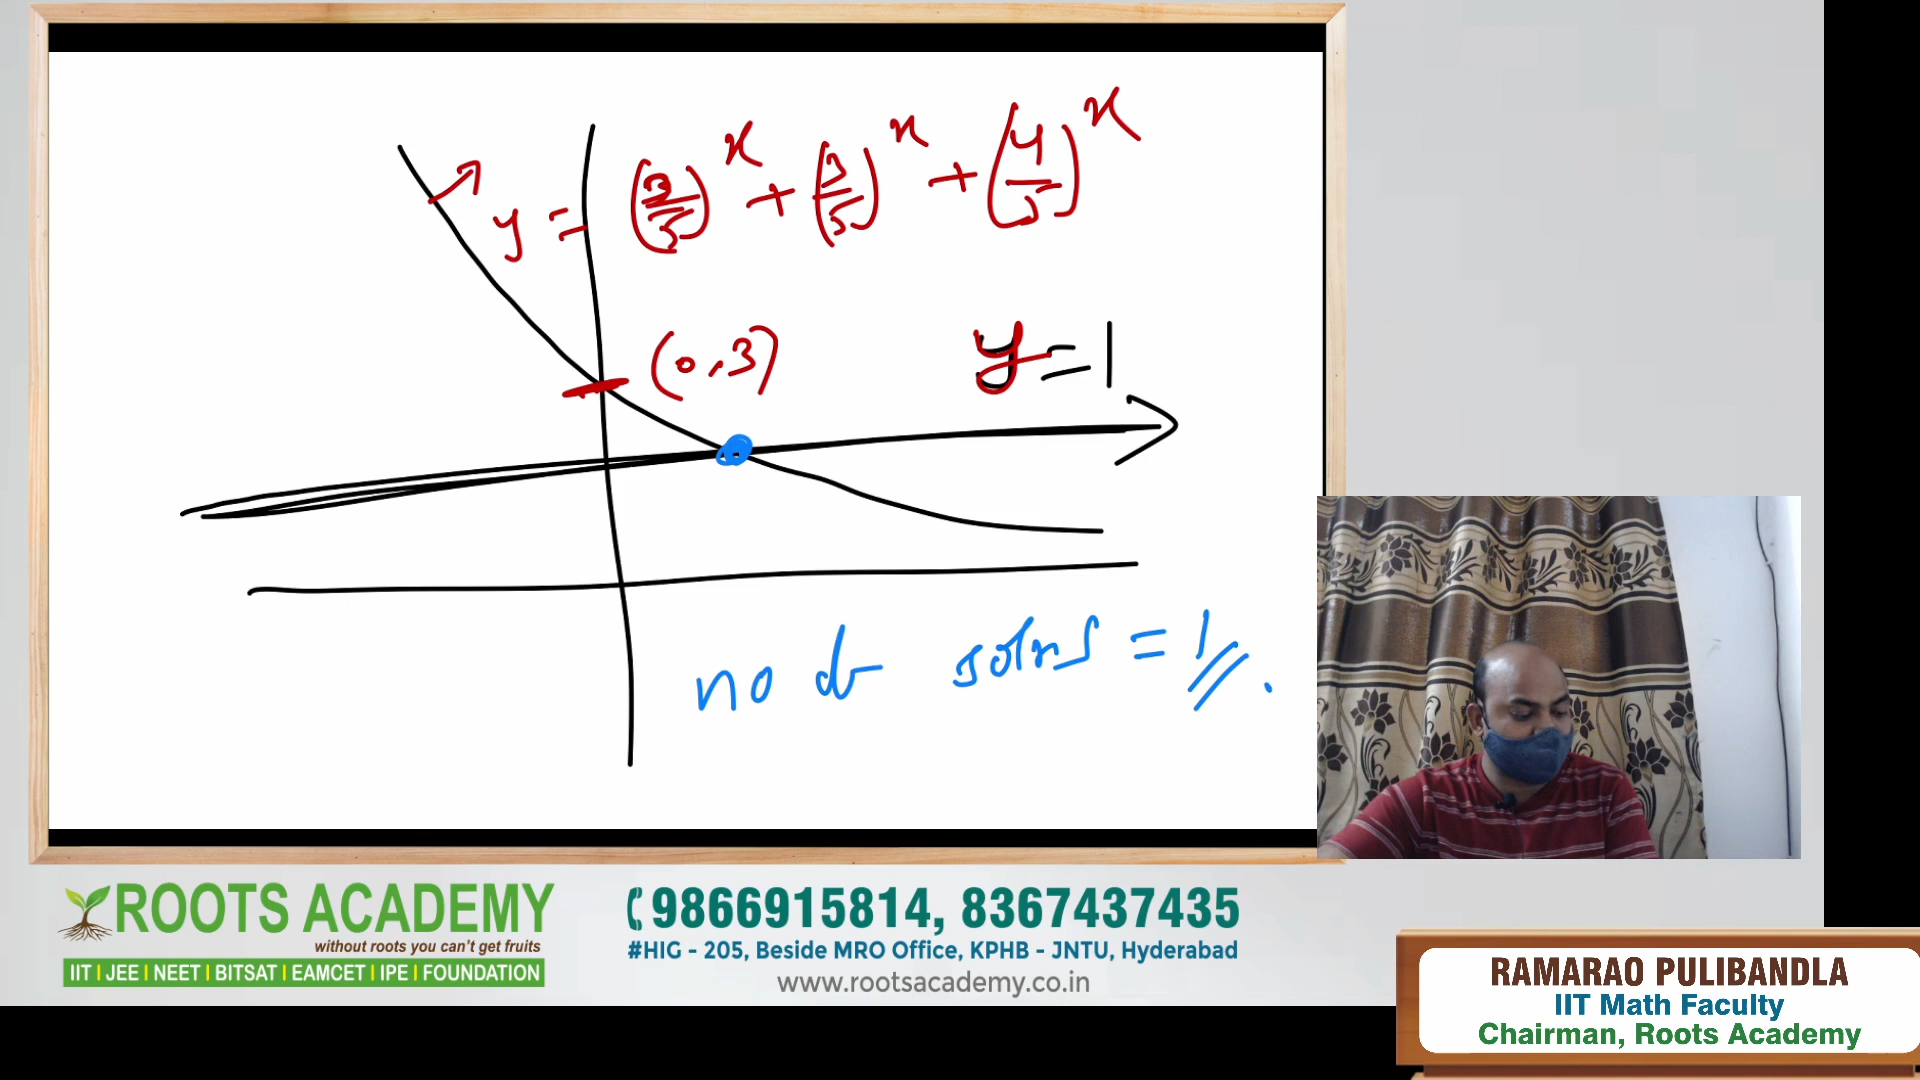 y = (2/5)^x + (3/5)^x + (4/5)^x
(0,3)
y = 1
no of solns = 1
ROOTS ACADEMY
without roots you can't get fruits
IIT | JEE | NEET | BITSAT | EAMCET | IPE | FOUNDATION
9866915814, 8367437435
#HIG - 205, Beside MRO Office, KPHB - JNTU, Hyderabad
www.rootsacademy.co.in
RAMARAO PULIBANDLA
IIT Math Faculty
Chairman, Roots Academy